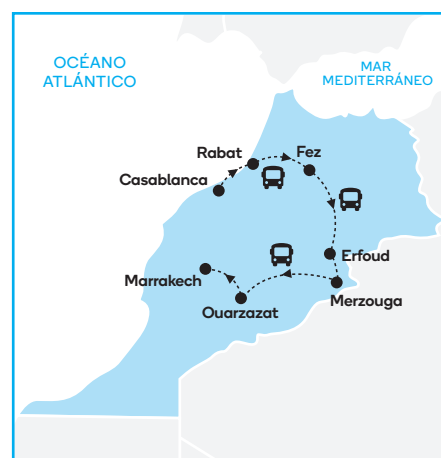 OCÉANO
ATLÁNTICO
MAR
MEDITERRÁNEO
Rabat
Fez
Casablanca
Erfoud
Marrakech
Merzouga
Ouarzazat